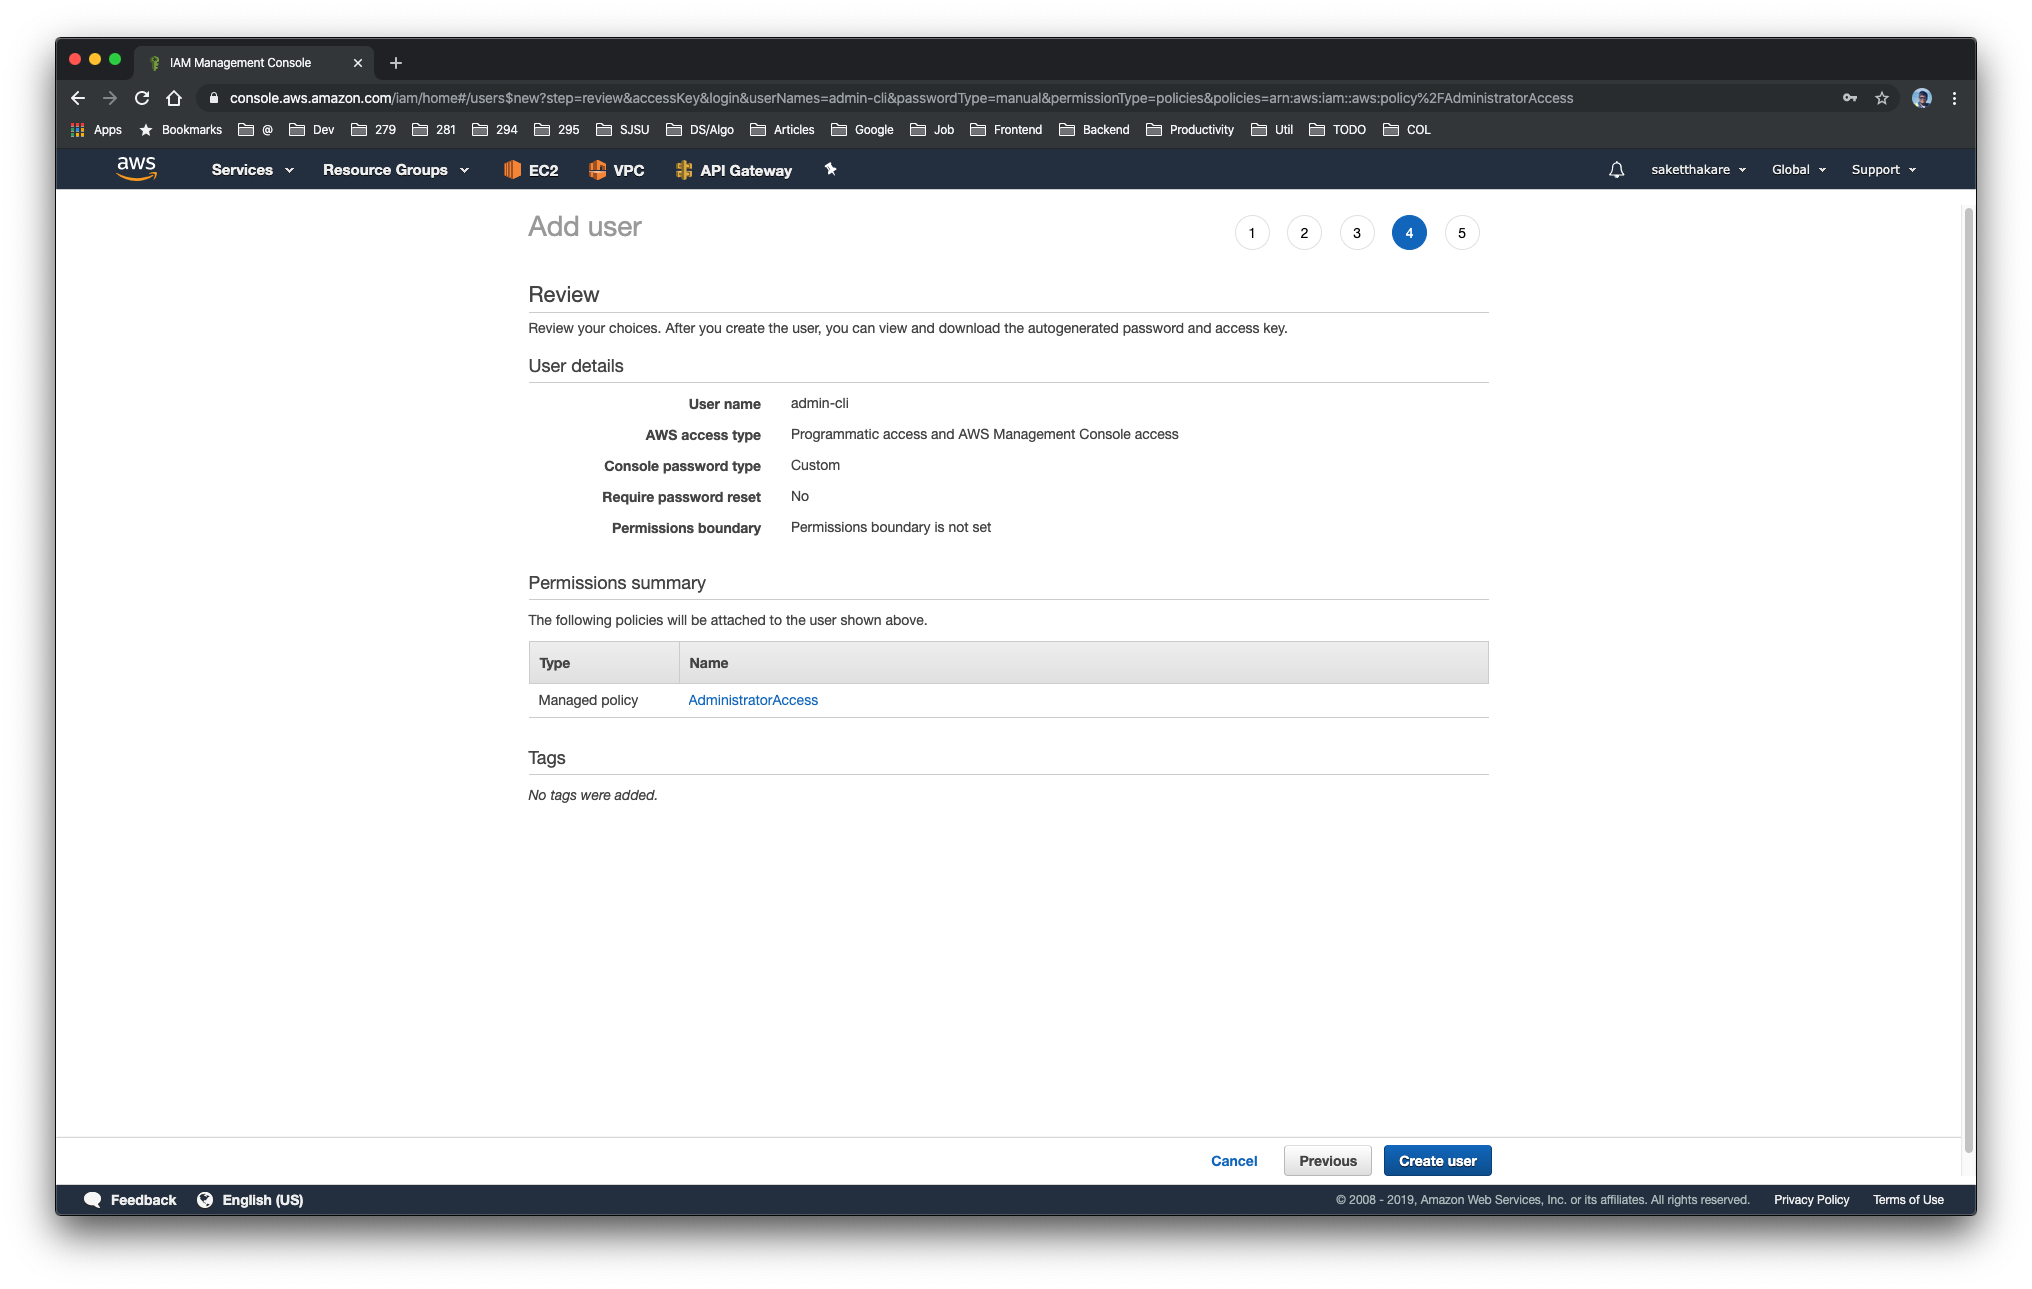 IAM Management Console
console.aws.amazon.com/iam/home#/users$new?step=review&accessKey&login&userNames=admin-cli&passwordType=manual&permissionType=policies&policies=arn:aws:iam::aws:policy%2FAdministratorAccess
Apps Bookmarks @ Dev 279 281 294 295 SJSU DS/Algo Articles Google Job Frontend Backend Productivity Util TODO COL
aws Services Resource Groups EC2 VPC API Gateway saketthakare Global Support
Add user 1 2 3 4 5
Review
Review your choices. After you create the user, you can view and download the autogenerated password and access key.
User details
User name admin-cli
AWS access type Programmatic access and AWS Management Console access
Console password type Custom
Require password reset No
Permissions boundary Permissions boundary is not set
Permissions summary
The following policies will be attached to the user shown above.
Type Name
Managed policy AdministratorAccess
Tags
No tags were added.
Cancel Previous Create user
Feedback English (US) © 2008 - 2019, Amazon Web Services, Inc. or its affiliates. All rights reserved. Privacy Policy Terms of Use